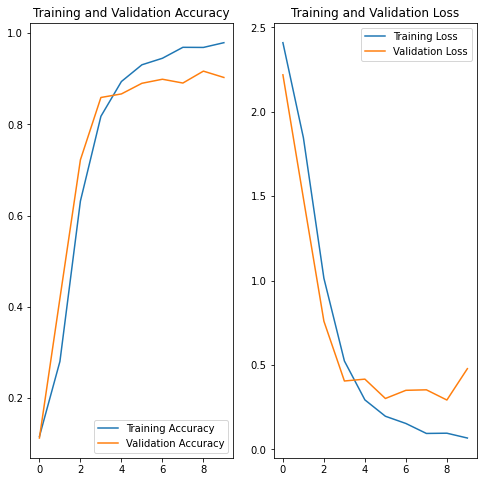 Training and Validation Accuracy
1.0
0.8
0.6
0.4
0.2
0 2 4 6 8
Training Accuracy
Validation Accuracy
Training and Validation Loss
2.5
2.0
1.5
1.0
0.5
0.0
0 2 4 6 8
Training Loss
Validation Loss